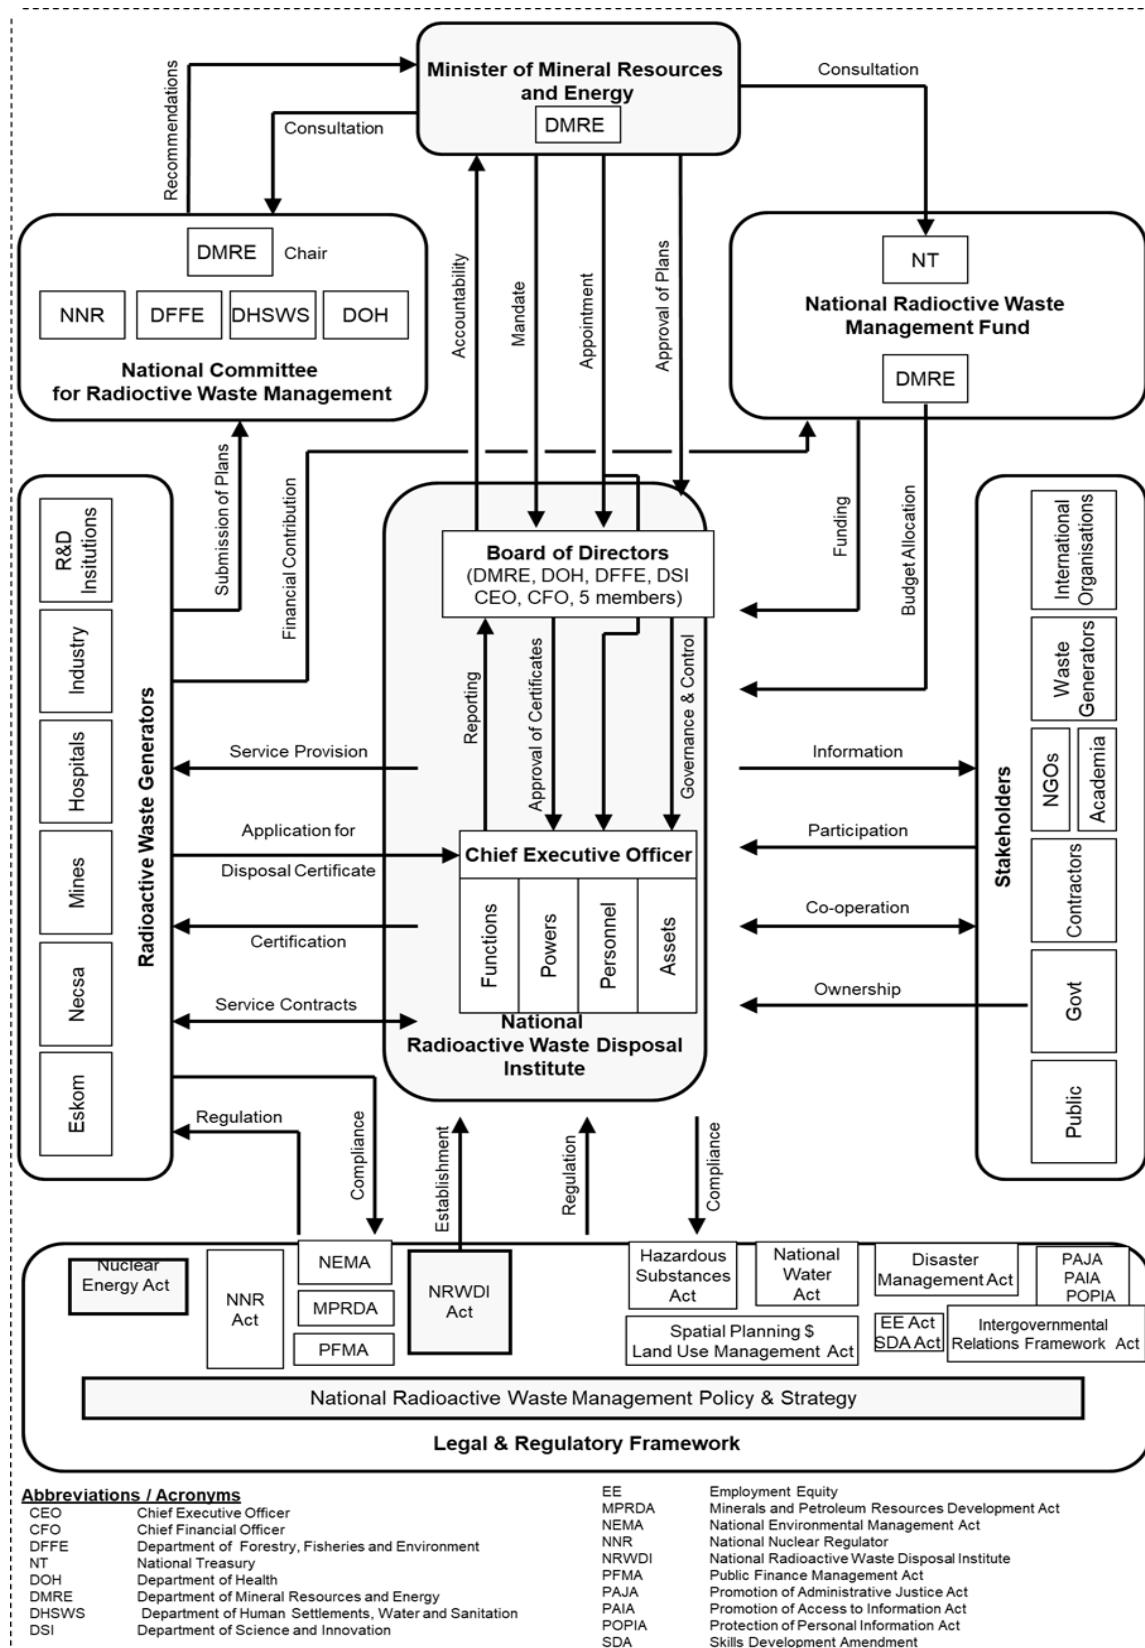 Minister of Mineral Resources
and Energy
DMRE
Consultation
Recommendations
Consultation
DMRE
Chair
NNR
DFFE
DHSWS
DOH
National Committee
for Radioctive Waste Management
NT
National Radioctive Waste
Management Fund
DMRE
Accountability
Mandate
Appointment
Approval of Plans
Submission of Plans
Financial Contribution
Funding
Budget Allocation
R&D
Insitutions
Industry
Hospitals
Mines
Necsa
Eskom
Radioactive Waste Generators
Board of Directors
(DMRE, DOH, DFFE, DSI
CEO, CFO, 5 members)
Reporting
Approval of Certificates
Governance & Control
Chief Executive Officer
Functions
Powers
Personnel
Assets
National
Radioactive Waste Disposal
Institute
Service Provision
Application for
Disposal Certificate
Certification
Service Contracts
Regulation
Compliance
Information
Participation
Co-operation
Ownership
Stakeholders
International
Organisations
Waste
Generators
NGOs
Academia
Contractors
Govt
Public
Establishment
Regulation
Compliance
Nuclear
Energy Act
NNR
Act
NEMA
MPRDA
PFMA
NRWDI
Act
Hazardous
Substances
Act
National
Water
Act
Disaster
Management Act
PAJA
PAIA
POPIA
Spatial Planning $
Land Use Management Act
EE Act
SDA Act
Intergovernmental
Relations Framework Act
National Radioactive Waste Management Policy & Strategy
Legal & Regulatory Framework
Abbreviations / Acronyms
CEO Chief Executive Officer
CFO Chief Financial Officer
DFFE Department of Forestry, Fisheries and Environment
NT National Treasury
DOH Department of Health
DMRE Department of Mineral Resources and Energy
DHSWS Department of Human Settlements, Water and Sanitation
DSI Department of Science and Innovation
EE Employment Equity
MPRDA Minerals and Petroleum Resources Development Act
NEMA National Environmental Management Act
NNR National Nuclear Regulator
NRWDI National Radioactive Waste Disposal Institute
PFMA Public Finance Management Act
PAJA Promotion of Administrative Justice Act
PAIA Promotion of Access to Information Act
POPIA Protection of Personal Information Act
SDA Skills Development Amendment